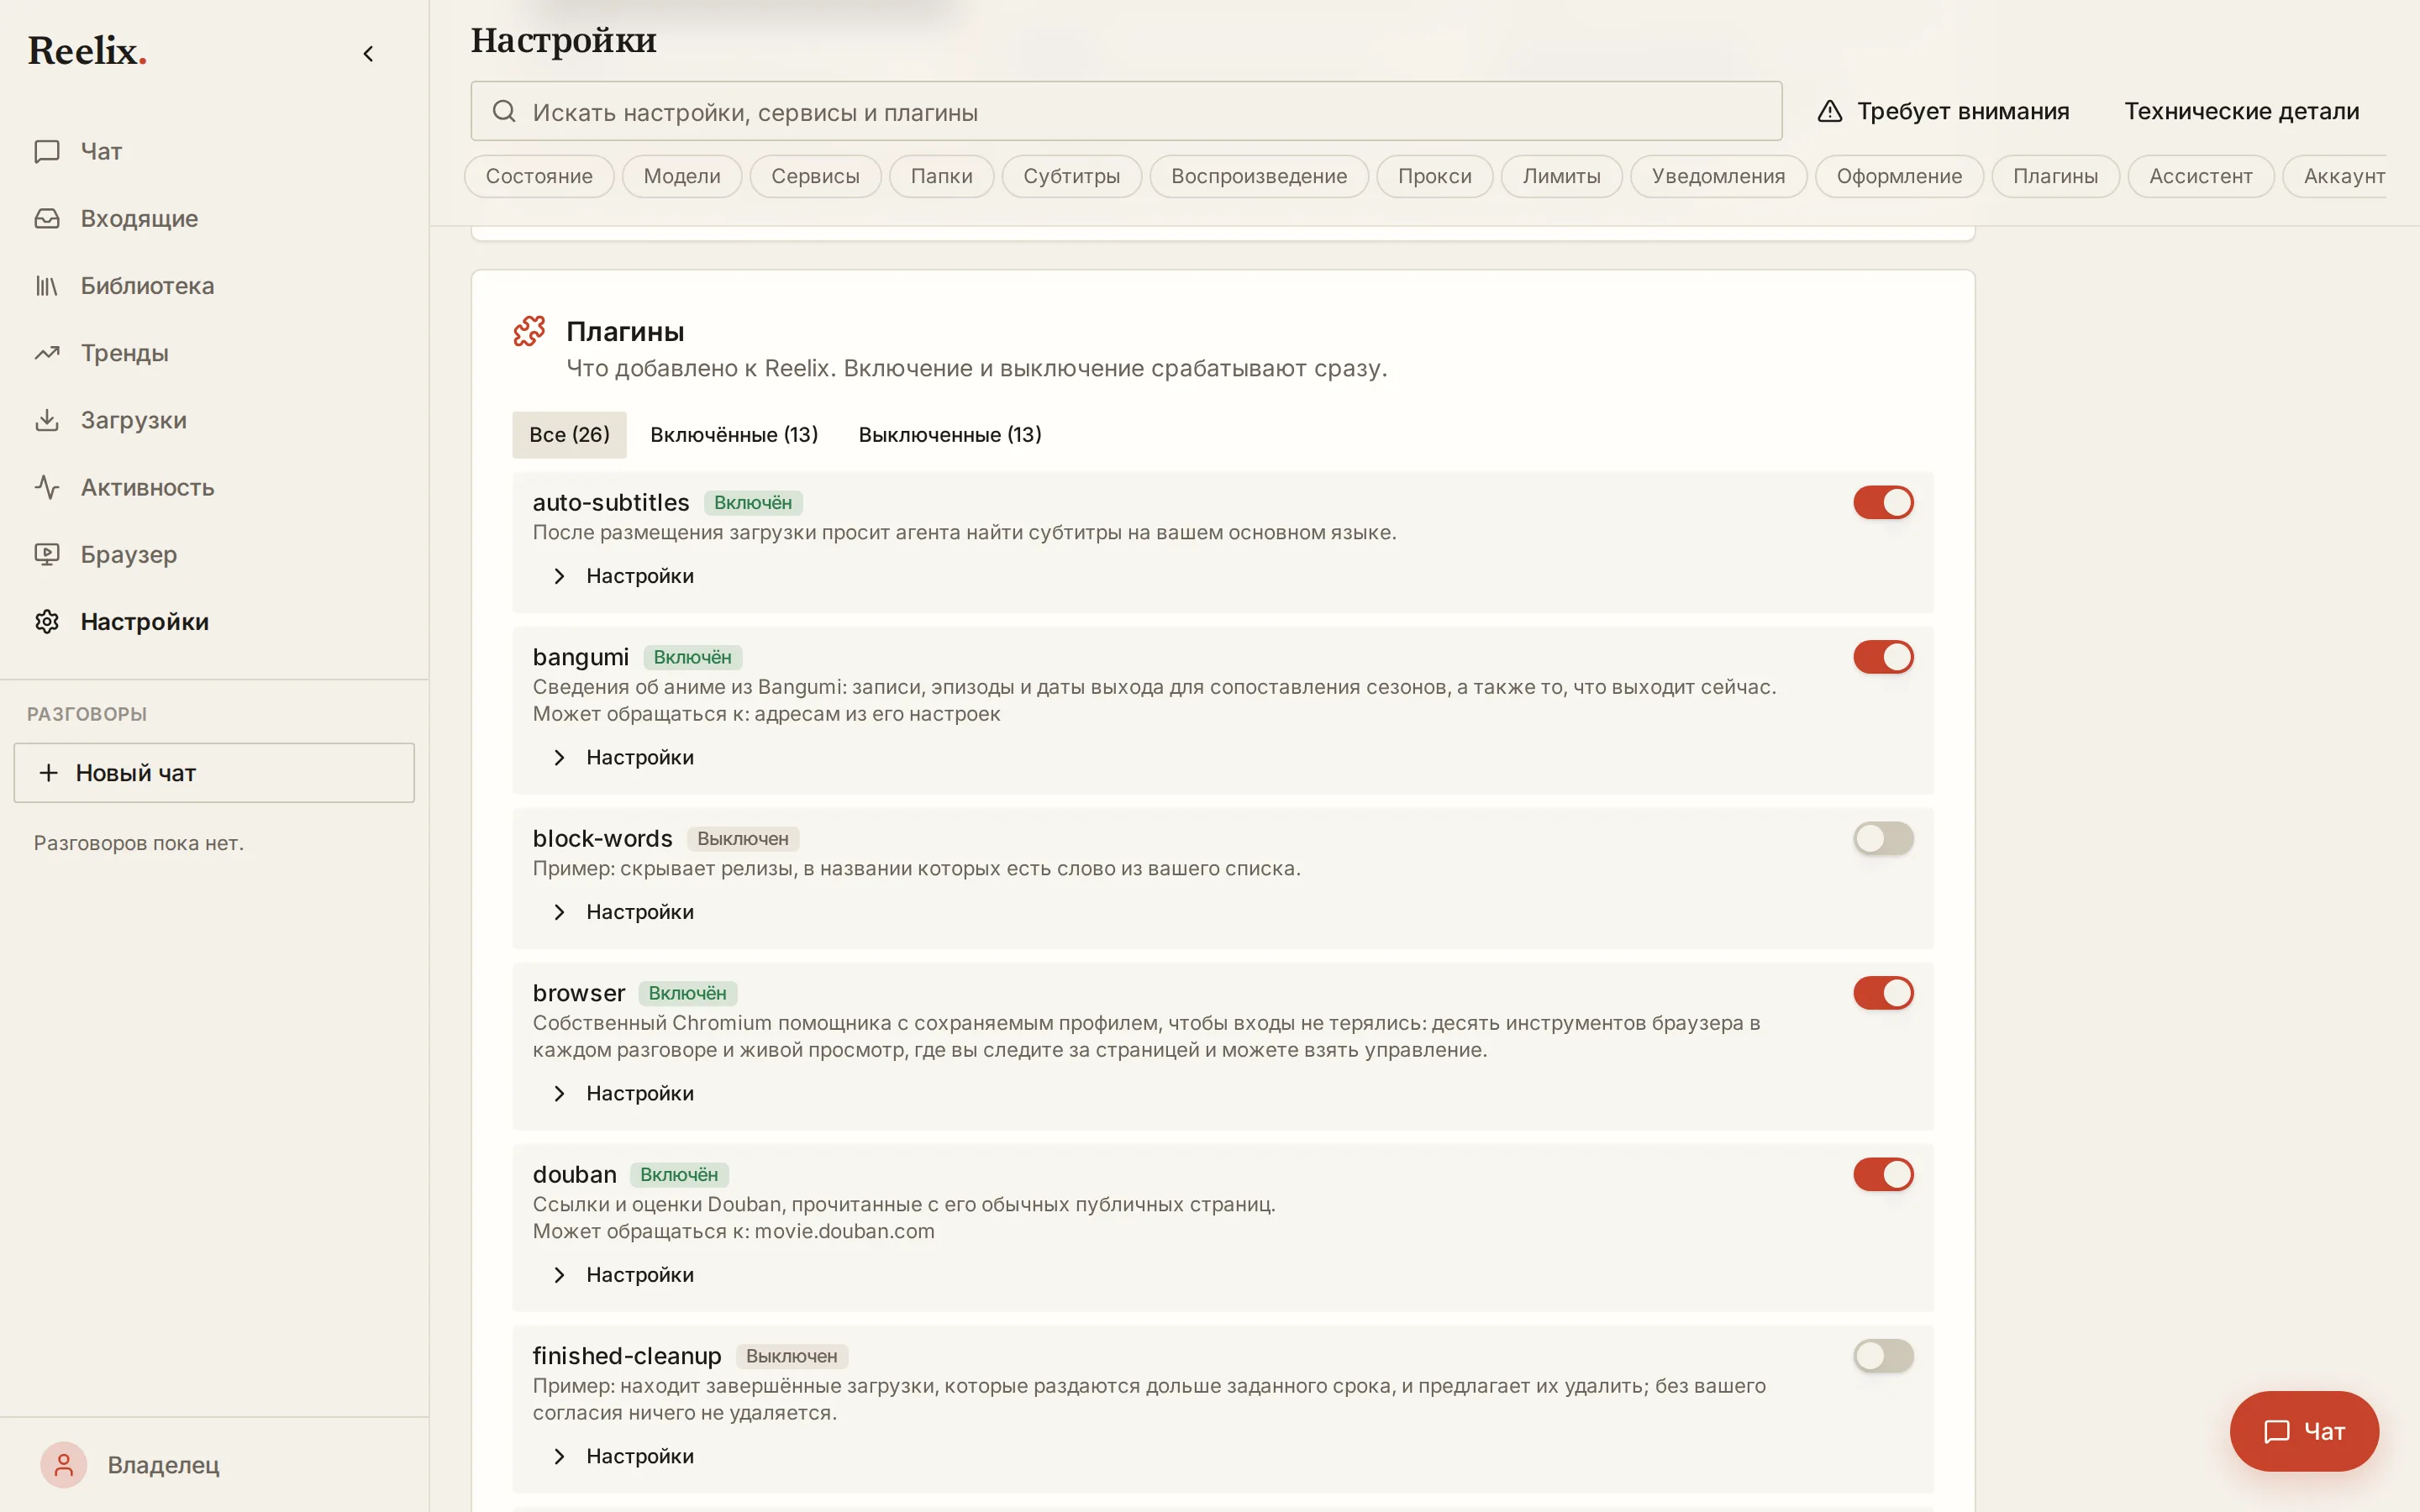 Reelix.
Чат
Входящие
Библиотека
Тренды
Загрузки
Активность
Браузер
Настройки
РАЗГОВОРЫ
Новый чат
Разговоров пока нет.
Владелец
Настройки
Искать настройки, сервисы и плагины
Требует внимания
Технические детали
Состояние
Модели
Сервисы
Папки
Субтитры
Воспроизведение
Прокси
Лимиты
Уведомления
Оформление
Плагины
Ассистент
Аккаунт
Плагины
Что добавлено к Reelix. Включение и выключение срабатывают сразу.
Все (26)
Включённые (13)
Выключенные (13)
auto-subtitles Включён
После размещения загрузки просит агента найти субтитры на вашем основном языке.
Настройки
bangumi Включён
Сведения об аниме из Bangumi: записи, эпизоды и даты выхода для сопоставления сезонов, а также то, что выходит сейчас.
Может обращаться к: адресам из его настроек
Настройки
block-words Выключен
Пример: скрывает релизы, в названии которых есть слово из вашего списка.
Настройки
browser Включён
Собственный Chromium помощника с сохраняемым профилем, чтобы входы не терялись: десять инструментов браузера в
каждом разговоре и живой просмотр, где вы следите за страницей и можете взять управление.
Настройки
douban Включён
Ссылки и оценки Douban, прочитанные с его обычных публичных страниц.
Может обращаться к: movie.douban.com
Настройки
finished-cleanup Выключен
Пример: находит завершённые загрузки, которые раздаются дольше заданного срока, и предлагает их удалить; без вашего
согласия ничего не удаляется.
Настройки
Чат